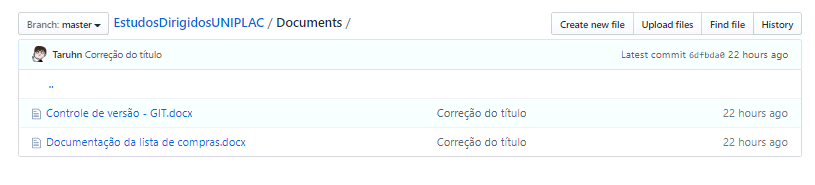 Branch: master EstudosDirigidosUNIPLAC / Documents / Create new file Upload files Find file History
Taruhn Correção do título Latest commit 6dfbda0 22 hours ago
..
Controle de versão - GIT.docx Correção do título 22 hours ago
Documentação da lista de compras.docx Correção do título 22 hours ago